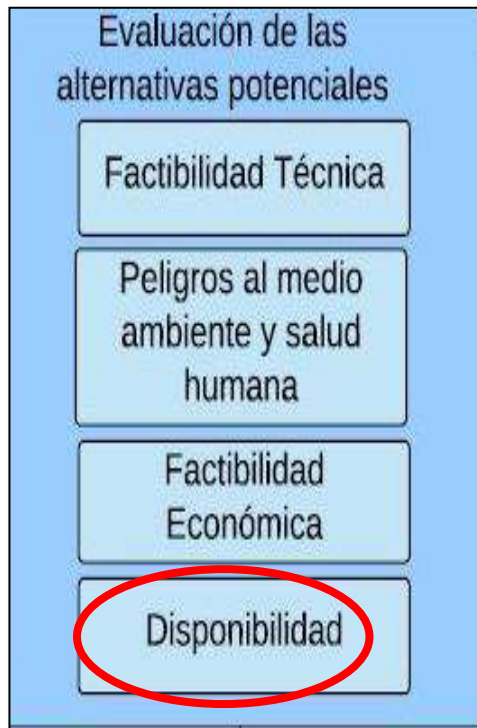 Evaluación de las
alternativas potenciales
Factibilidad Técnica
Peligros al medio
ambiente y salud
humana
Factibilidad
Económica
Disponibilidad